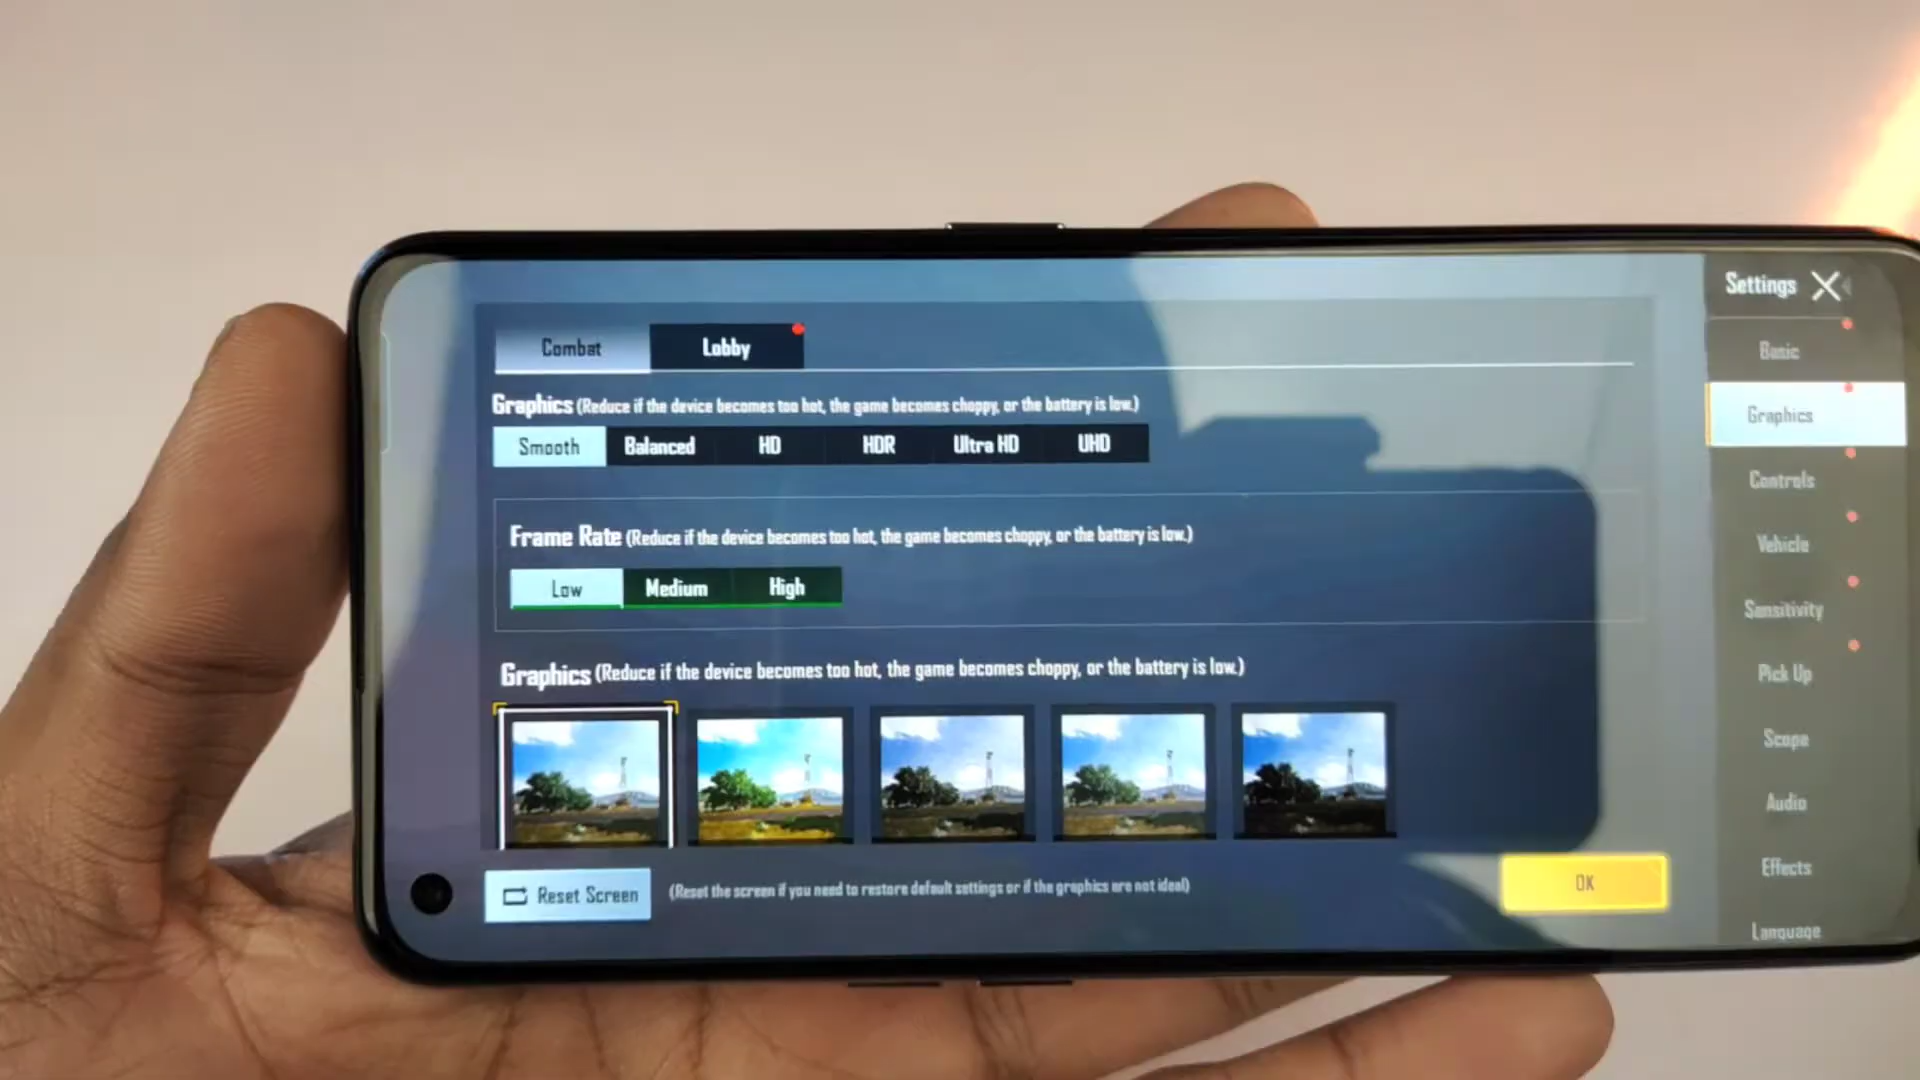 Settings
Combat Lobby
Basic
Graphics (Reduce if the device becomes too hot, the game becomes choppy, or the battery is low.)
Graphics
Smooth Balanced HD HDR Ultra HD UHD
Controls
Frame Rate (Reduce if the device becomes too hot, the game becomes choppy, or the battery is low.)
Vehicle
Low Medium High
Sensitivity
Graphics (Reduce if the device becomes too hot, the game becomes choppy, or the battery is low.)
Pick Up
Scope
Audio
Effects
Reset Screen (Reset the screen if you need to restore default settings or if the graphics are not ideal)
OK
Language